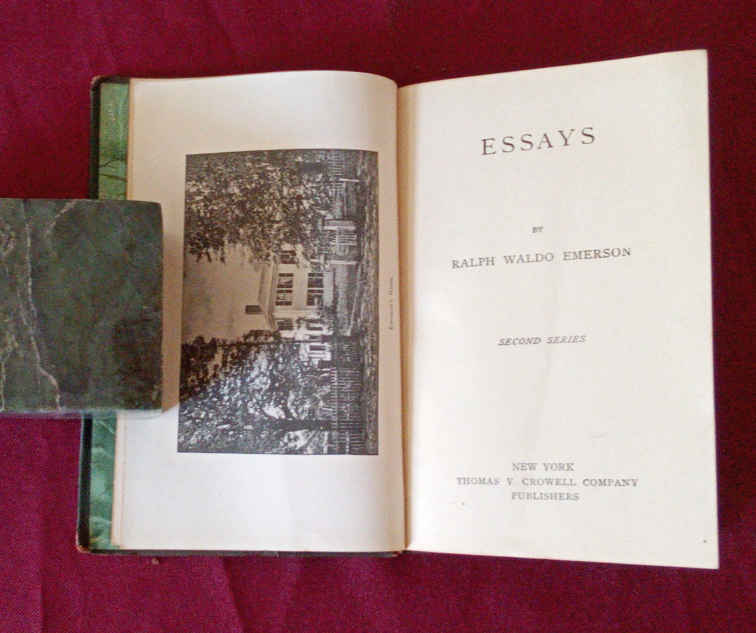 ESSAYS
BY
RALPH WALDO EMERSON
SECOND SERIES
NEW YORK
THOMAS Y. CROWELL COMPANY
PUBLISHERS